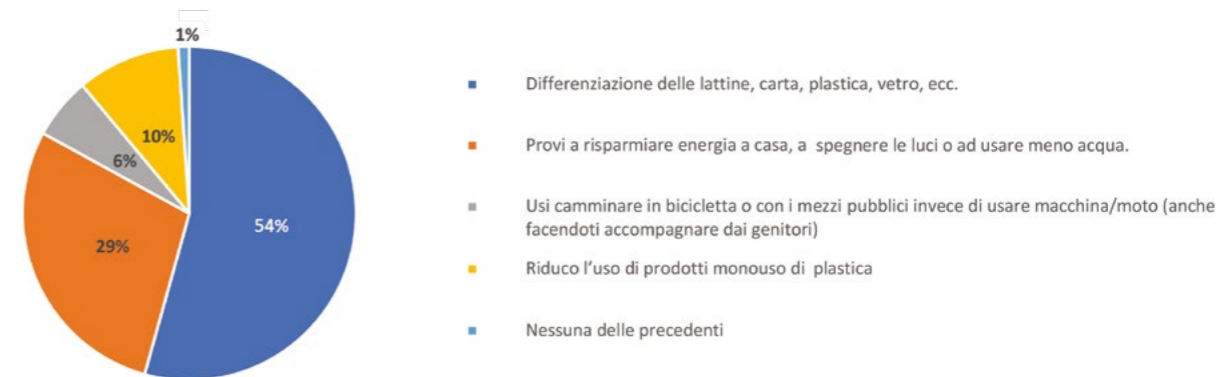 1%
10%
6%
54%
29%
Differenziazione delle lattine, carta, plastica, vetro, ecc.
Provi a risparmiare energia a casa, a spegnere le luci o ad usare meno acqua.
Usi camminare in bicicletta o con i mezzi pubblici invece di usare macchina/moto (anche
facendoti accompagnare dai genitori)
Riduco l'uso di prodotti monouso di plastica
Nessuna delle precedenti